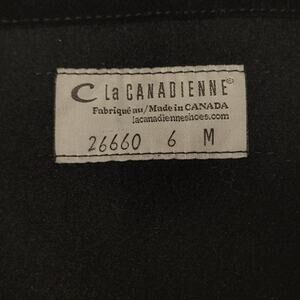 C La CANADIENNE®
Fabriqué au/Made in CANADA
lacanadienneshoes.com
26660 6 M